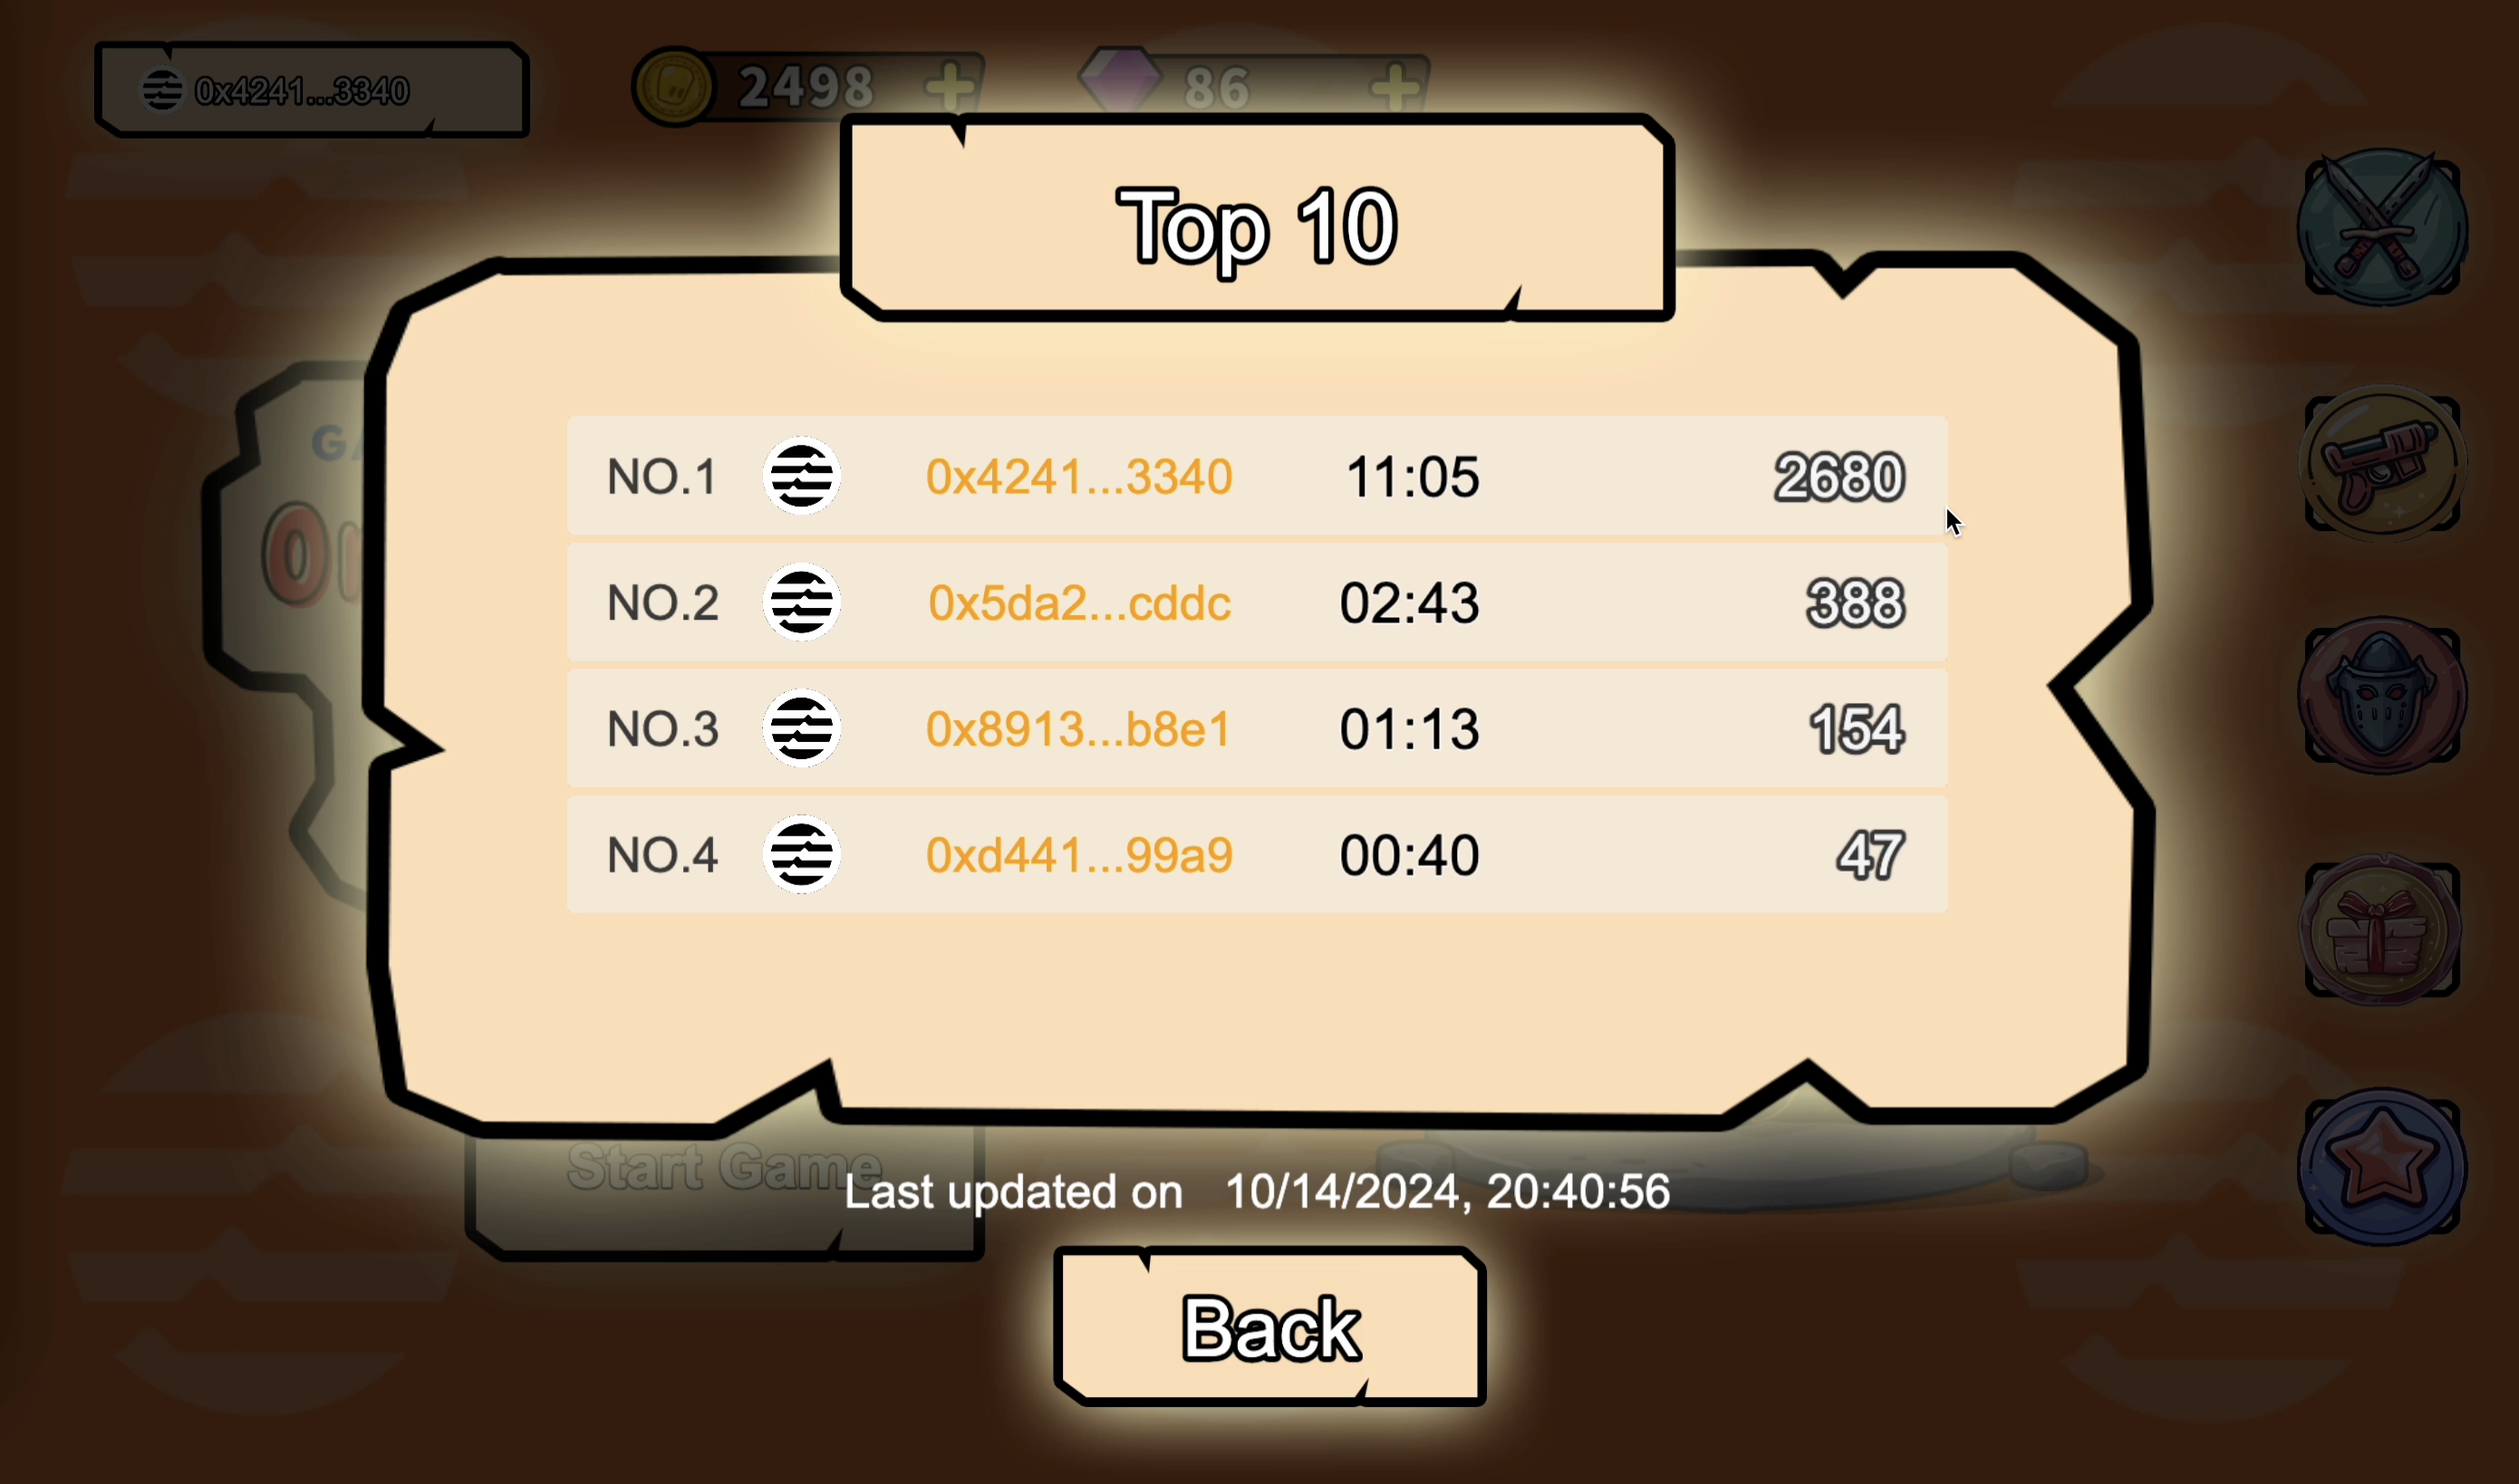 0x4241...3340
2498
86
Top 10
NO.1 0x4241...3340 11:05 2680
NO.2 0x5da2...cddc 02:43 388
NO.3 0x8913...b8e1 01:13 154
NO.4 0xd441...99a9 00:40 47
Start Game
Last updated on 10/14/2024, 20:40:56
Back